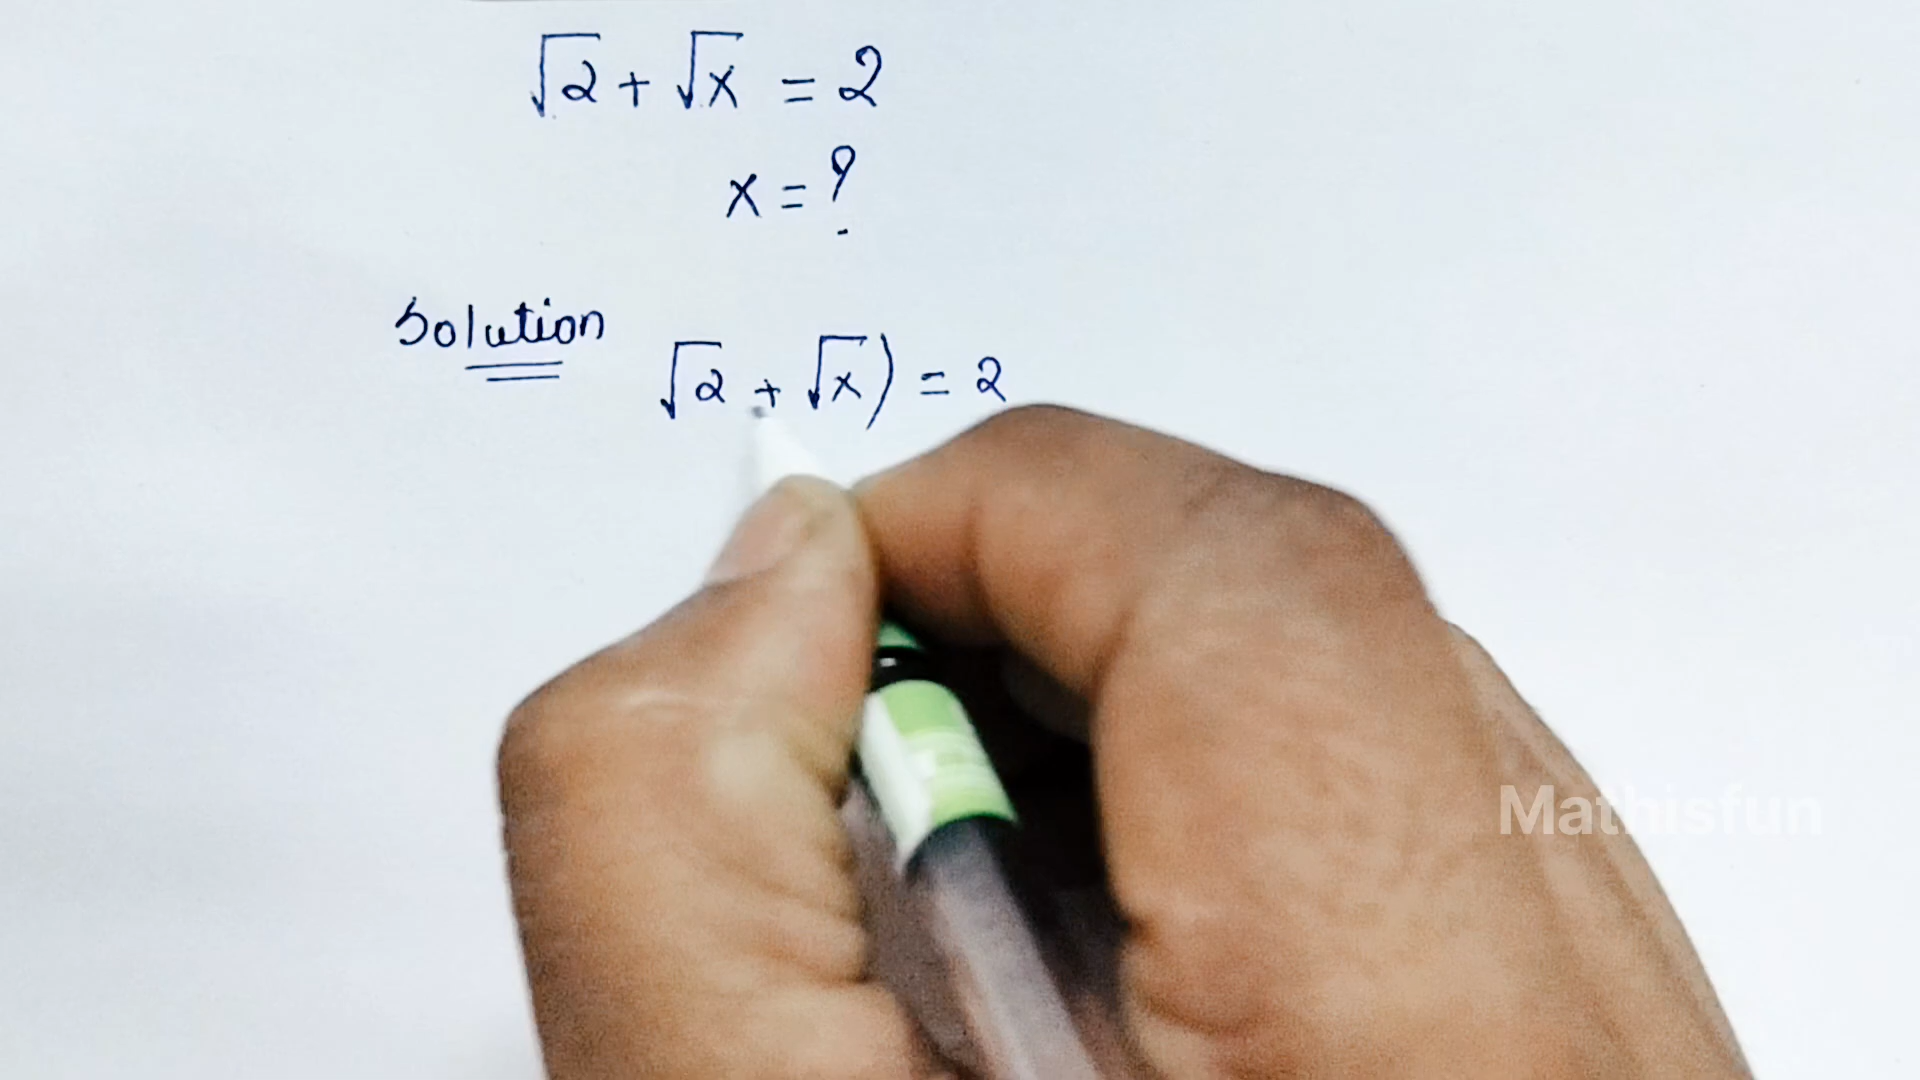 √2 + √x = 2
x = ?
Solution
√2 + √x) = 2
Mathisfun